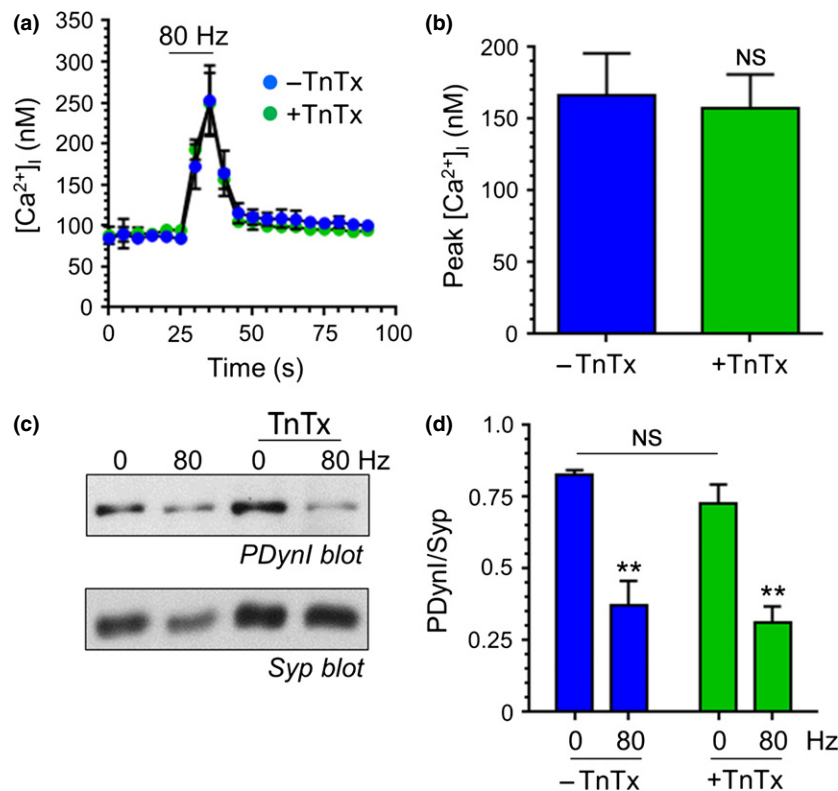 (a)
350
300
250
200
150
100
50
0
[Ca2+]I (nM)
80 Hz
–TnTx
+TnTx
0 25 50 75 100
Time (s)
(b)
200
150
100
50
0
Peak [Ca2+]I (nM)
NS
–TnTx +TnTx
(c)
TnTx
0 80 0 80 Hz
PDynI blot
Syp blot
(d)
1.0
0.75
0.5
0.25
0
PDynI/Syp
NS
**
**
0 80 0 80 Hz
–TnTx +TnTx